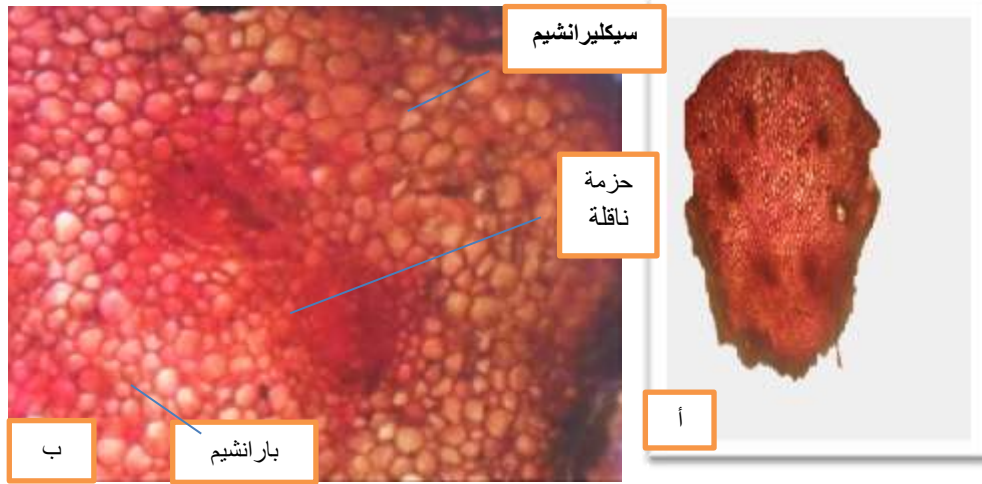 سيكليرانشيم
حزمة
ناقلة
أ
بارانشيم
ب